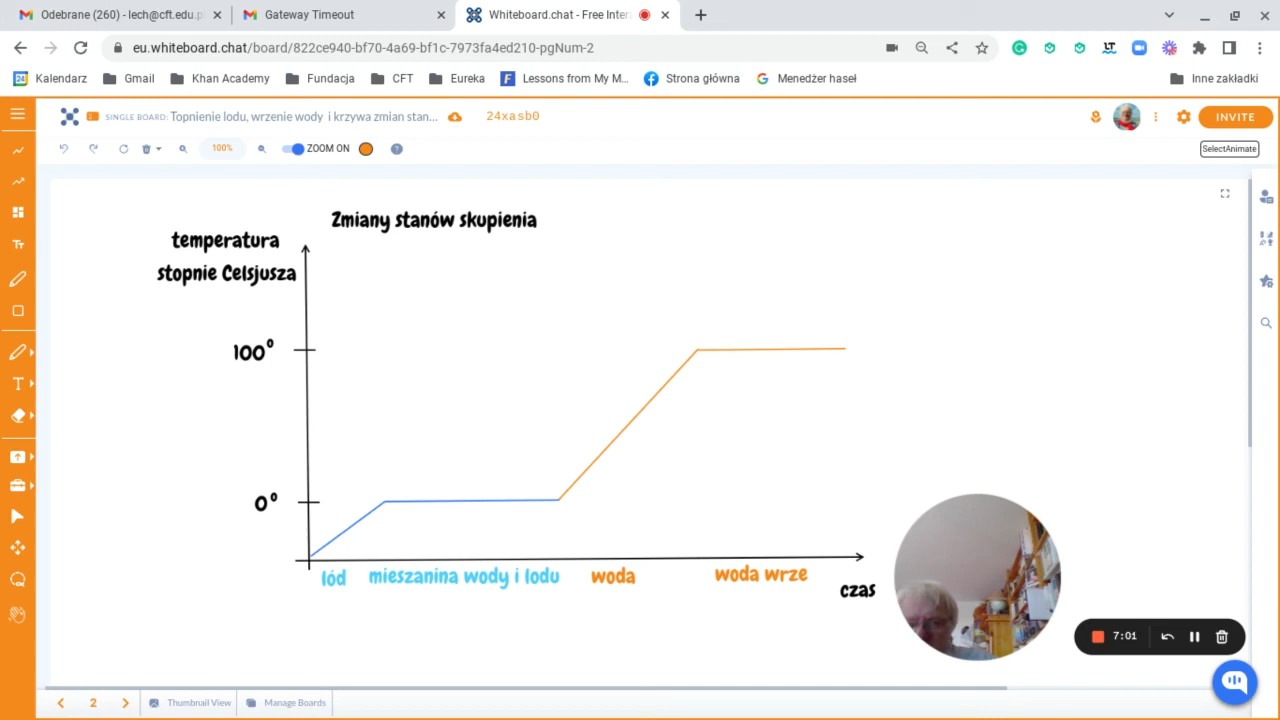 Odebrane (260) - lech@cft.edu.pl
Gateway Timeout
Whiteboard.chat - Free Inter
eu.whiteboard.chat/board/822ce940-bf70-4a69-bf1c-7973fa4ed210-pgNum-2
Kalendarz
Gmail
Khan Academy
Fundacja
CFT
Eureka
Lessons from My M...
Strona główna
Menedżer haseł
Inne zakładki
SINGLE BOARD: Topnienie lodu, wrzenie wody i krzywa zmian stan...
24xasb0
INVITE
100%
ZOOM ON
SelectAnimate
Zmiany stanów skupienia
temperatura
stopnie Celsjusza
100°
0°
lód
mieszanina wody i lodu
woda
woda wrze
czas
7:01
2
Thumbnail View
Manage Boards